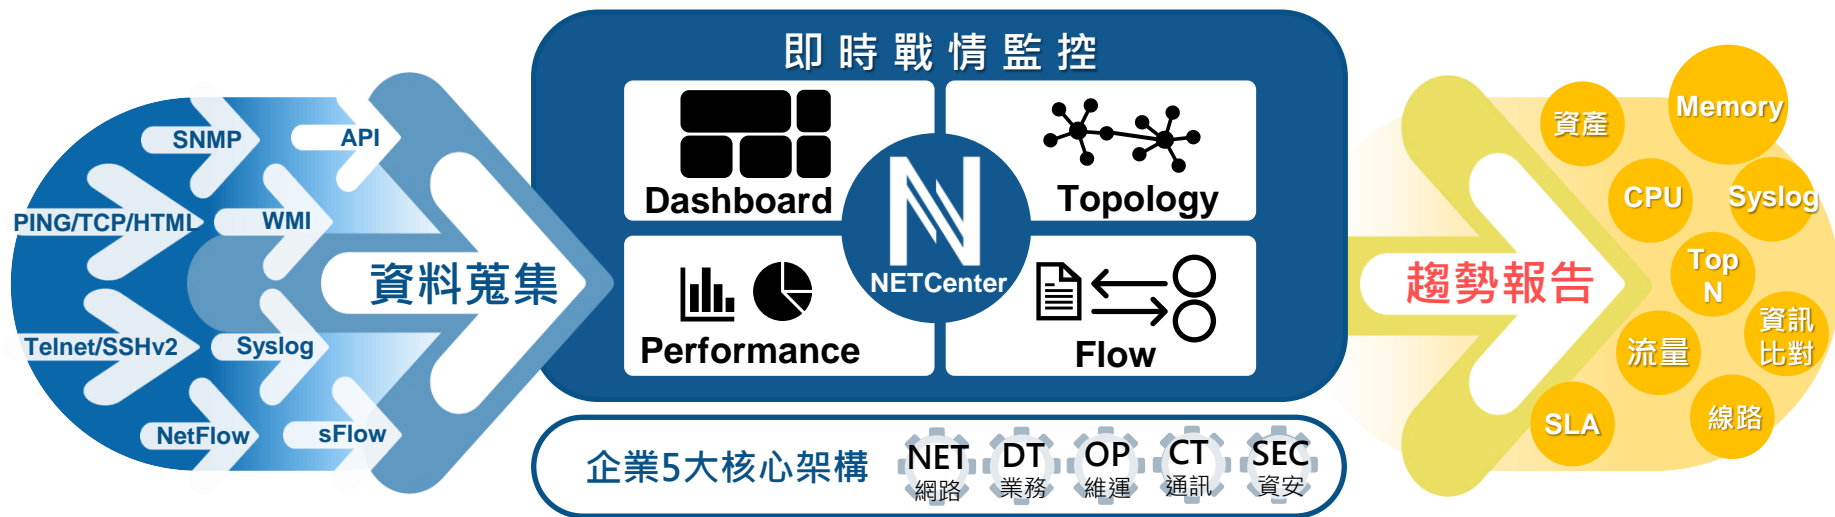 SNMP
API
PING/TCP/HTML
WMI
資料蒐集
Telnet/SSHv2
Syslog
NetFlow
sFlow
即時戰情監控
Dashboard
Topology
NETCenter
Performance
Flow
企業5大核心架構
NET
網路
DT
業務
OP
維運
CT
通訊
SEC
資安
趨勢報告
資產
Memory
CPU
Syslog
Top
N
資訊
比對
流量
SLA
線路